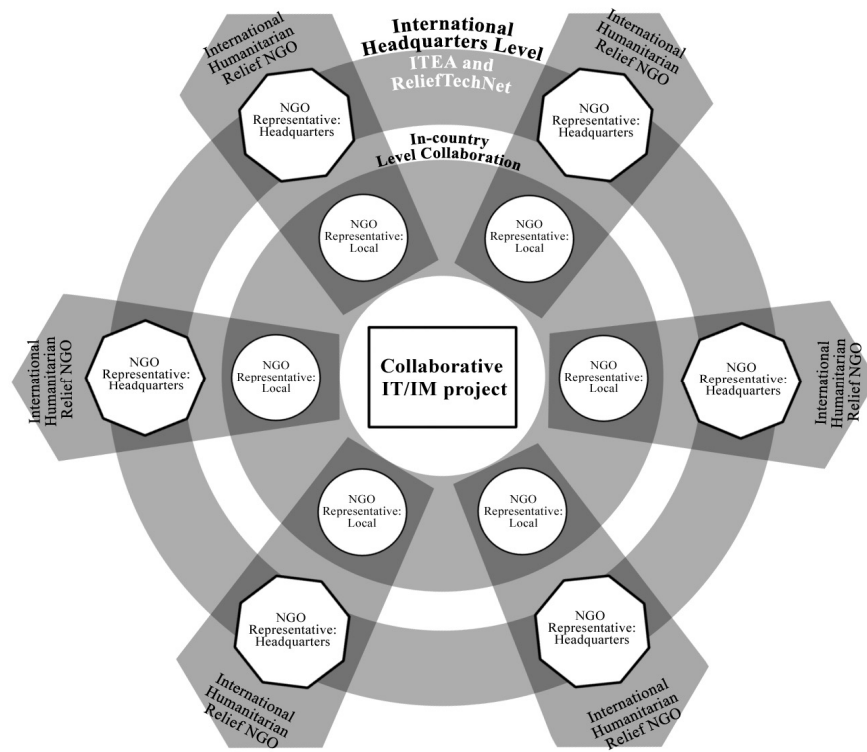 International
Headquarters Level
ITEA and
ReliefTechNet
In-country
Level Collaboration
International
Humanitarian
Relief NGO
NGO
Representative:
Headquarters
NGO
Representative:
Local
International
Humanitarian
Relief NGO
NGO
Representative:
Headquarters
NGO
Representative:
Local
International
Humanitarian
Relief NGO
NGO
Representative:
Headquarters
NGO
Representative:
Local
Collaborative
IT/IM project
NGO
Representative:
Local
NGO
Representative:
Headquarters
International
Humanitarian
Relief NGO
NGO
Representative:
Local
NGO
Representative:
Headquarters
International
Humanitarian
Relief NGO
NGO
Representative:
Local
NGO
Representative:
Headquarters
International
Humanitarian
Relief NGO